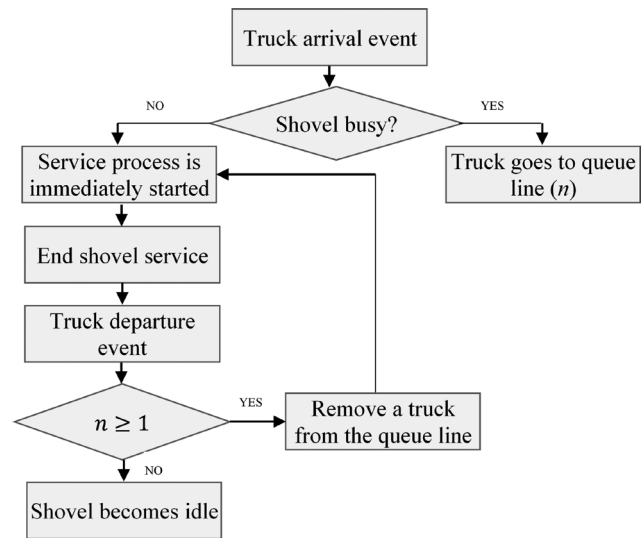 Truck arrival event
NO
YES
Shovel busy?
Service process is
immediately started
Truck goes to queue
line (n)
End shovel service
Truck departure
event
n ≥ 1
YES
Remove a truck
from the queue line
NO
Shovel becomes idle